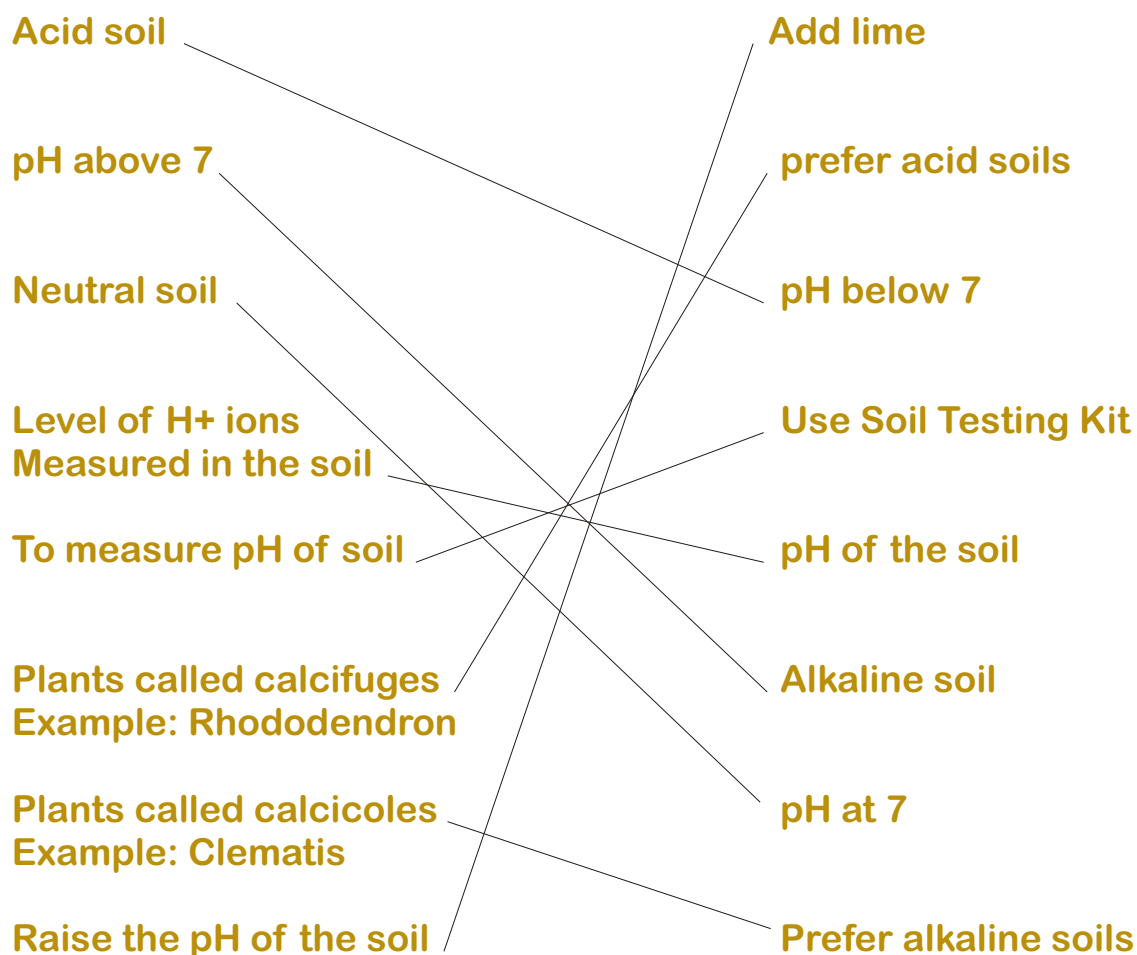 Acid soil
Add lime
pH above 7
prefer acid soils
Neutral soil
pH below 7
Level of H+ ions
Measured in the soil
Use Soil Testing Kit
To measure pH of soil
pH of the soil
Plants called calcifuges
Example: Rhododendron
Alkaline soil
Plants called calcicoles
Example: Clematis
pH at 7
Raise the pH of the soil
Prefer alkaline soils